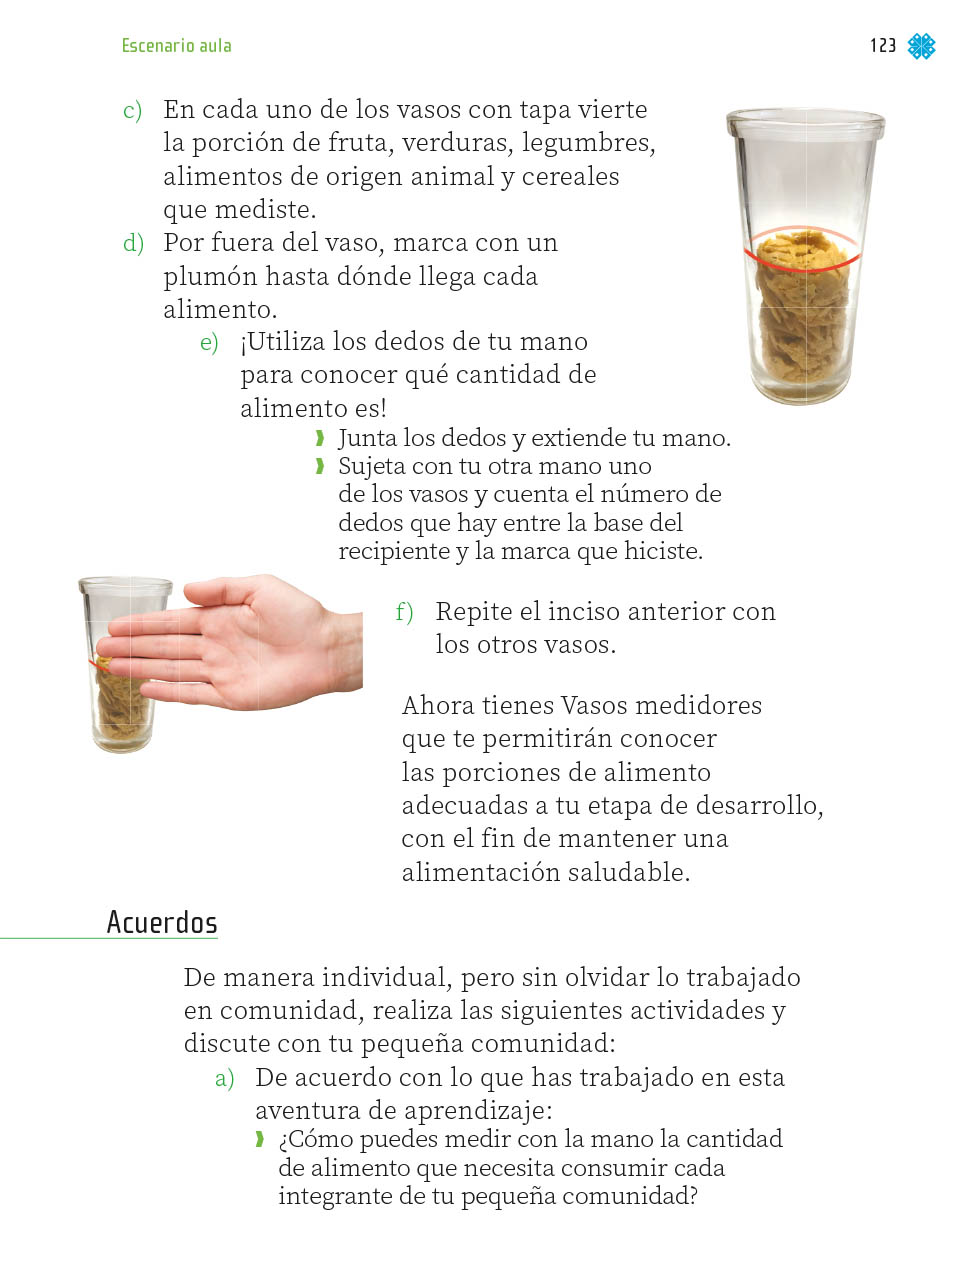 Escenario aula
123
c) En cada uno de los vasos con tapa vierte
la porción de fruta, verduras, legumbres,
alimentos de origen animal y cereales
que mediste.
d) Por fuera del vaso, marca con un
plumón hasta dónde llega cada
alimento.
e) ¡Utiliza los dedos de tu mano
para conocer qué cantidad de
alimento es!
Junta los dedos y extiende tu mano.
Sujeta con tu otra mano uno
de los vasos y cuenta el número de
dedos que hay entre la base del
recipiente y la marca que hiciste.
f) Repite el inciso anterior con
los otros vasos.
Ahora tienes Vasos medidores
que te permitirán conocer
las porciones de alimento
adecuadas a tu etapa de desarrollo,
con el fin de mantener una
alimentación saludable.
Acuerdos
De manera individual, pero sin olvidar lo trabajado
en comunidad, realiza las siguientes actividades y
discute con tu pequeña comunidad:
a) De acuerdo con lo que has trabajado en esta
aventura de aprendizaje:
¿Cómo puedes medir con la mano la cantidad
de alimento que necesita consumir cada
integrante de tu pequeña comunidad?